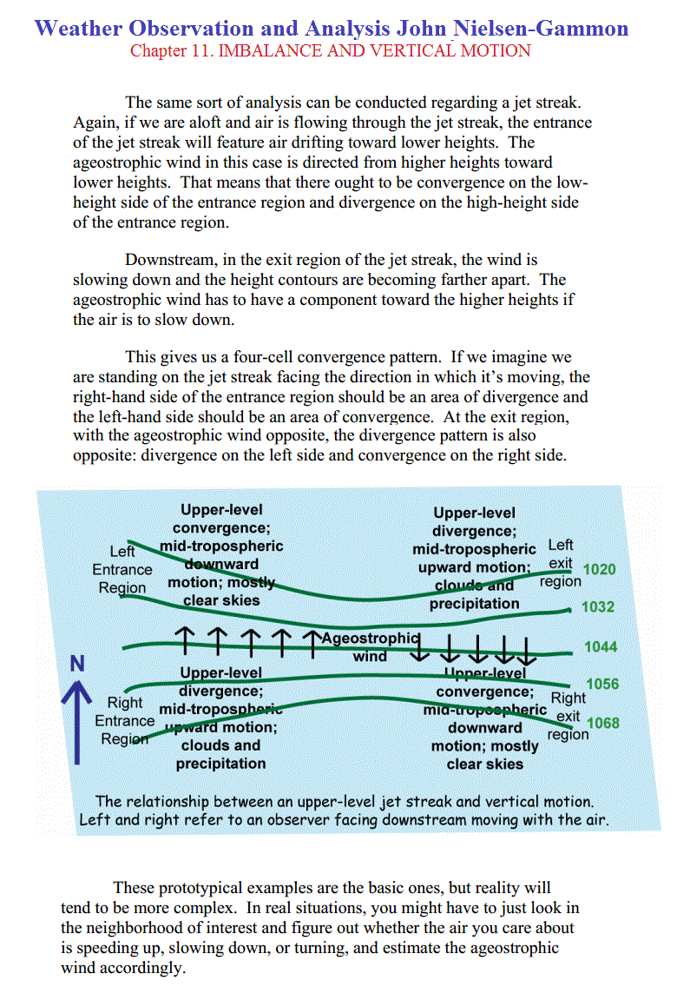 Weather Observation and Analysis John Nielsen-Gammon
Chapter 11. IMBALANCE AND VERTICAL MOTION
The same sort of analysis can be conducted regarding a jet streak.
Again, if we are aloft and air is flowing through the jet streak, the entrance
of the jet streak will feature air drifting toward lower heights. The
ageostrophic wind in this case is directed from higher heights toward
lower heights. That means that there ought to be convergence on the low-
height side of the entrance region and divergence on the high-height side
of the entrance region.
Downstream, in the exit region of the jet streak, the wind is
slowing down and the height contours are becoming farther apart. The
ageostrophic wind has to have a component toward the higher heights if
the air is to slow down.
This gives us a four-cell convergence pattern. If we imagine we
are standing on the jet streak facing the direction in which it's moving, the
right-hand side of the entrance region should be an area of divergence and
the left-hand side should be an area of convergence. At the exit region,
with the ageostrophic wind opposite, the divergence pattern is also
opposite: divergence on the left side and convergence on the right side.
Left
Entrance
Region
Upper-level
convergence;
mid-tropospheric
downward
motion; mostly
clear skies
Upper-level
divergence;
mid-tropospheric
upward motion;
clouds and
precipitation
Left
exit
region
1020
1032
Ageostrophic
wind
1044
N
Right
Entrance
Region
Upper-level
divergence;
mid-tropospheric
upward motion;
clouds and
precipitation
Upper-level
convergence;
mid-tropospheric
downward
motion; mostly
clear skies
Right
exit
region
1056
1068
The relationship between an upper-level jet streak and vertical motion.
Left and right refer to an observer facing downstream moving with the air.
These prototypical examples are the basic ones, but reality will
tend to be more complex. In real situations, you might have to just look in
the neighborhood of interest and figure out whether the air you care about
is speeding up, slowing down, or turning, and estimate the ageostrophic
wind accordingly.